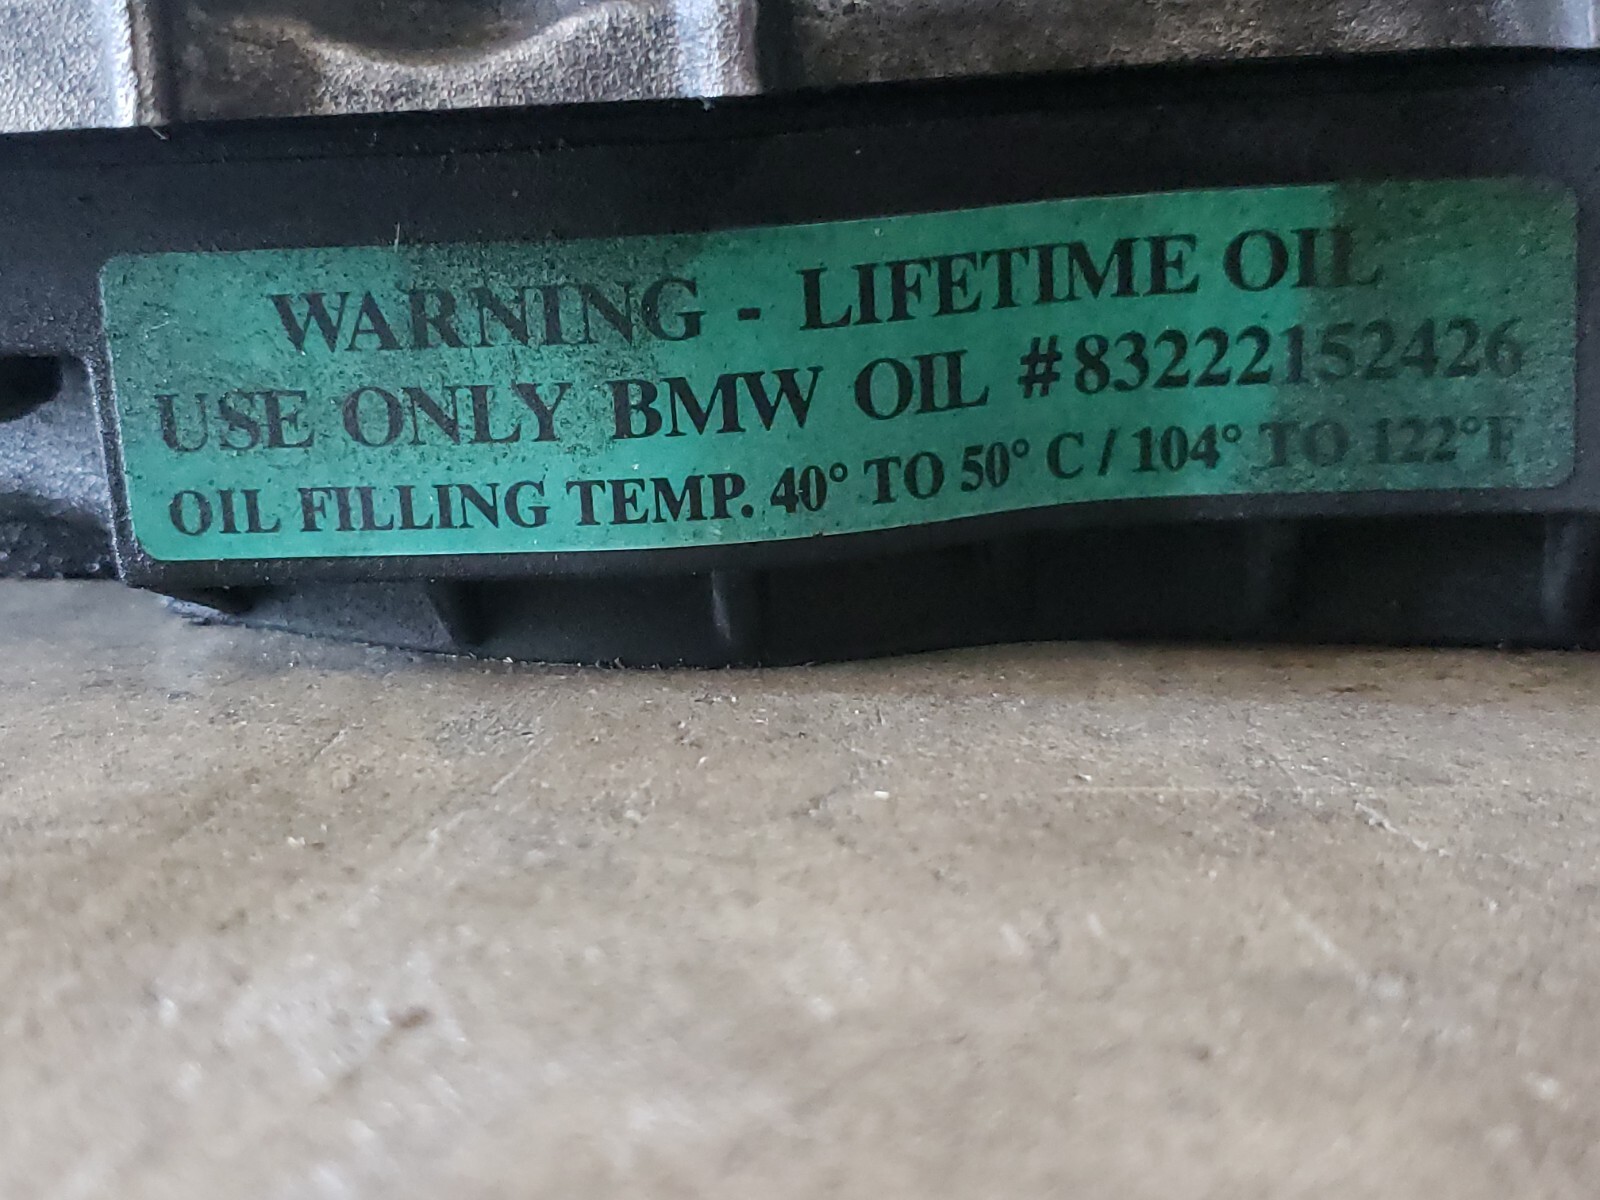 WARNING - LIFETIME OIL
USE ONLY BMW OIL #83222152426
OIL FILLING TEMP. 40° TO 50° C / 104° TO 122°F